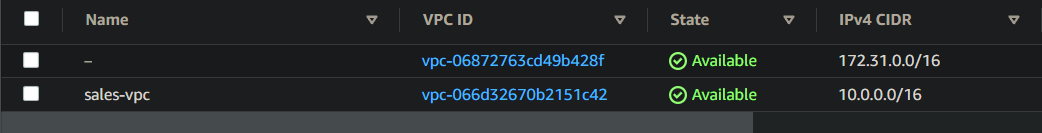 Name VPC ID State IPv4 CIDR
– vpc-06872763cd49b428f Available 172.31.0.0/16
sales-vpc vpc-066d32670b2151c42 Available 10.0.0.0/16